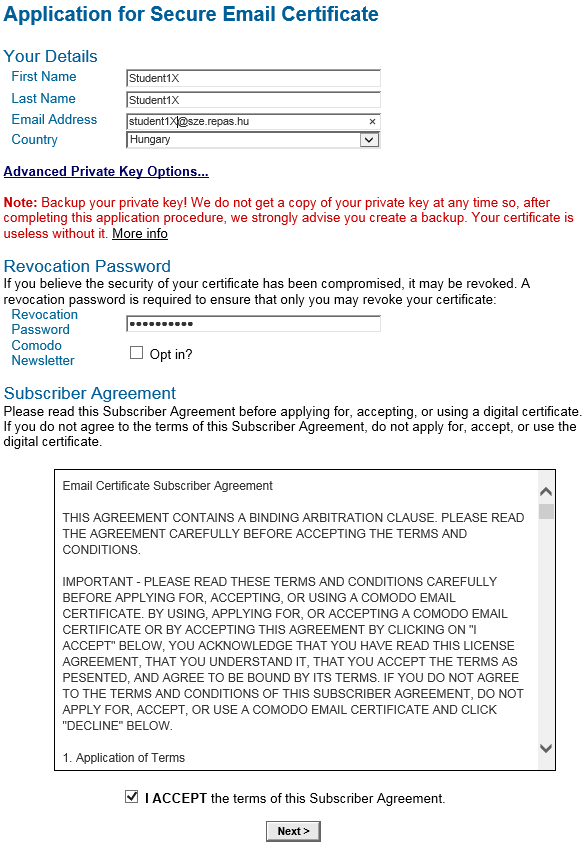 Application for Secure Email Certificate
Your Details
First Name
Student1X
Last Name
Student1X
Email Address
student1X@sze.repas.hu
×
Country
Hungary
Advanced Private Key Options...
Note: Backup your private key! We do not get a copy of your private key at any time so, after
completing this application procedure, we strongly advise you create a backup. Your certificate is
useless without it. More info
Revocation Password
If you believe the security of your certificate has been compromised, it may be revoked. A
revocation password is required to ensure that only you may revoke your certificate:
Revocation
Password
••••••••••
Comodo
Newsletter
Opt in?
Subscriber Agreement
Please read this Subscriber Agreement before applying for, accepting, or using a digital certificate.
If you do not agree to the terms of this Subscriber Agreement, do not apply for, accept, or use the
digital certificate.
Email Certificate Subscriber Agreement
THIS AGREEMENT CONTAINS A BINDING ARBITRATION CLAUSE. PLEASE READ
THE AGREEMENT CAREFULLY BEFORE ACCEPTING THE TERMS AND
CONDITIONS.
IMPORTANT - PLEASE READ THESE TERMS AND CONDITIONS CAREFULLY
BEFORE APPLYING FOR, ACCEPTING, OR USING A COMODO EMAIL
CERTIFICATE. BY USING, APPLYING FOR, OR ACCEPTING A COMODO EMAIL
CERTIFICATE OR BY ACCEPTING THIS AGREEMENT BY CLICKING ON "I
ACCEPT" BELOW, YOU ACKNOWLEDGE THAT YOU HAVE READ THIS LICENSE
AGREEMENT, THAT YOU UNDERSTAND IT, THAT YOU ACCEPT THE TERMS AS
PESENTED, AND AGREE TO BE BOUND BY ITS TERMS. IF YOU DO NOT AGREE
TO THE TERMS AND CONDITIONS OF THIS SUBSCRIBER AGREEMENT, DO NOT
APPLY FOR, ACCEPT, OR USE A COMODO EMAIL CERTIFICATE AND CLICK
"DECLINE" BELOW.
1. Application of Terms
I ACCEPT the terms of this Subscriber Agreement.
Next >